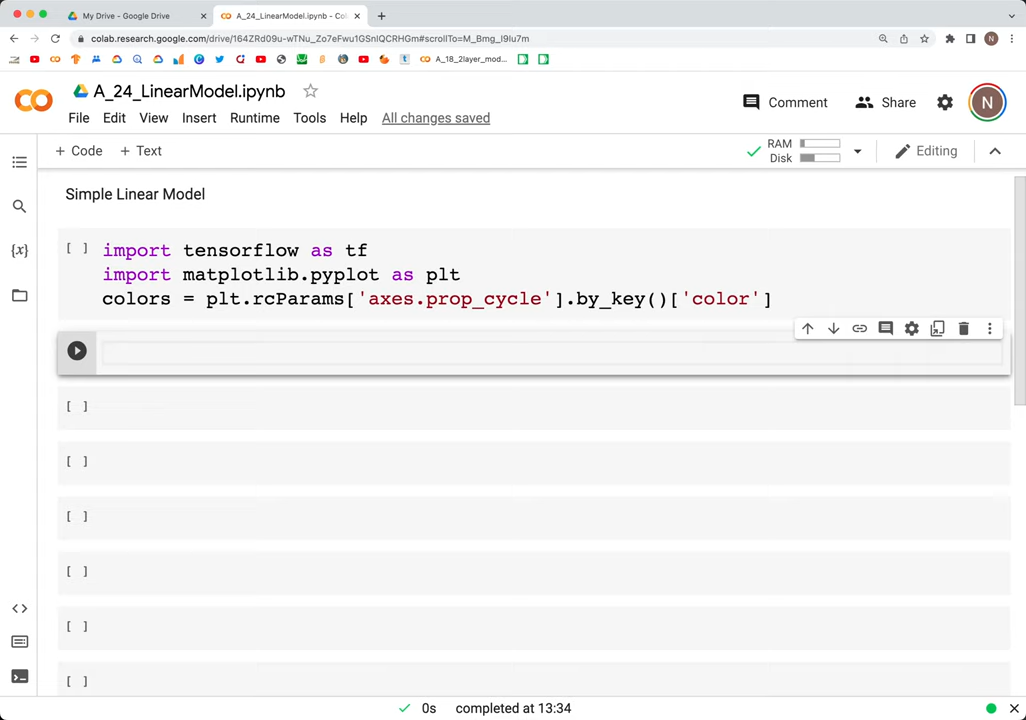 My Drive - Google Drive
A_24_LinearModel.ipynb - Col
colab.research.google.com/drive/164ZRd09u-wTNu_Zo7eFwu1GSnlQCRHGm#scrollTo=M_Bmg_I9lu7m
N
A_18_2layer_mod...
A_24_LinearModel.ipynb
Comment
Share
N
File Edit View Insert Runtime Tools Help All changes saved
+ Code + Text
RAM
Disk
Editing
Simple Linear Model
[ ] import tensorflow as tf
import matplotlib.pyplot as plt
colors = plt.rcParams['axes.prop_cycle'].by_key()['color']
{x}
[ ]
[ ]
[ ]
[ ]
[ ]
[ ]
0s completed at 13:34